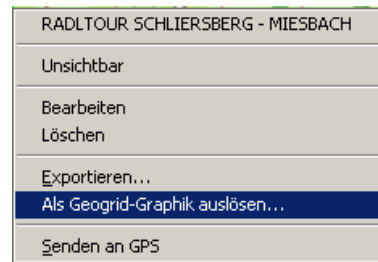 RADLTOUR SCHLIERSBERG - MIESBACH
Unsichtbar
Bearbeiten
Löschen
Exportieren...
Als Geogrid-Graphik auslösen...
Senden an GPS